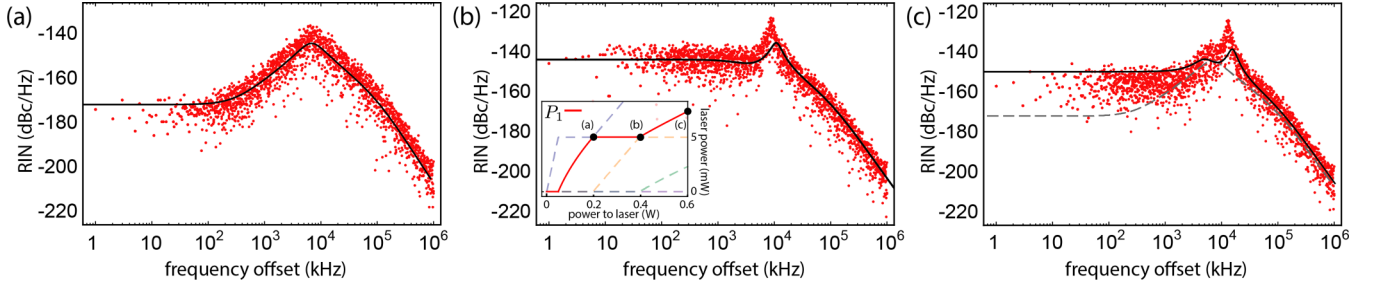 (a)
RIN (dBc/Hz)
-140
-160
-180
-200
-220
1 10 10² 10³ 10⁴ 10⁵ 10⁶
frequency offset (kHz)
(b)
RIN (dBc/Hz)
-120
-140
-160
-180
-200
-220
1 10 10² 10³ 10⁴ 10⁵ 10⁶
frequency offset (kHz)
P₁
(a) (b) (c)
5
0
laser power (mW)
0 0.2 0.4 0.6
power to laser (W)
(c)
RIN (dBc/Hz)
-120
-140
-160
-180
-200
-220
1 10 10² 10³ 10⁴ 10⁵ 10⁶
frequency offset (kHz)